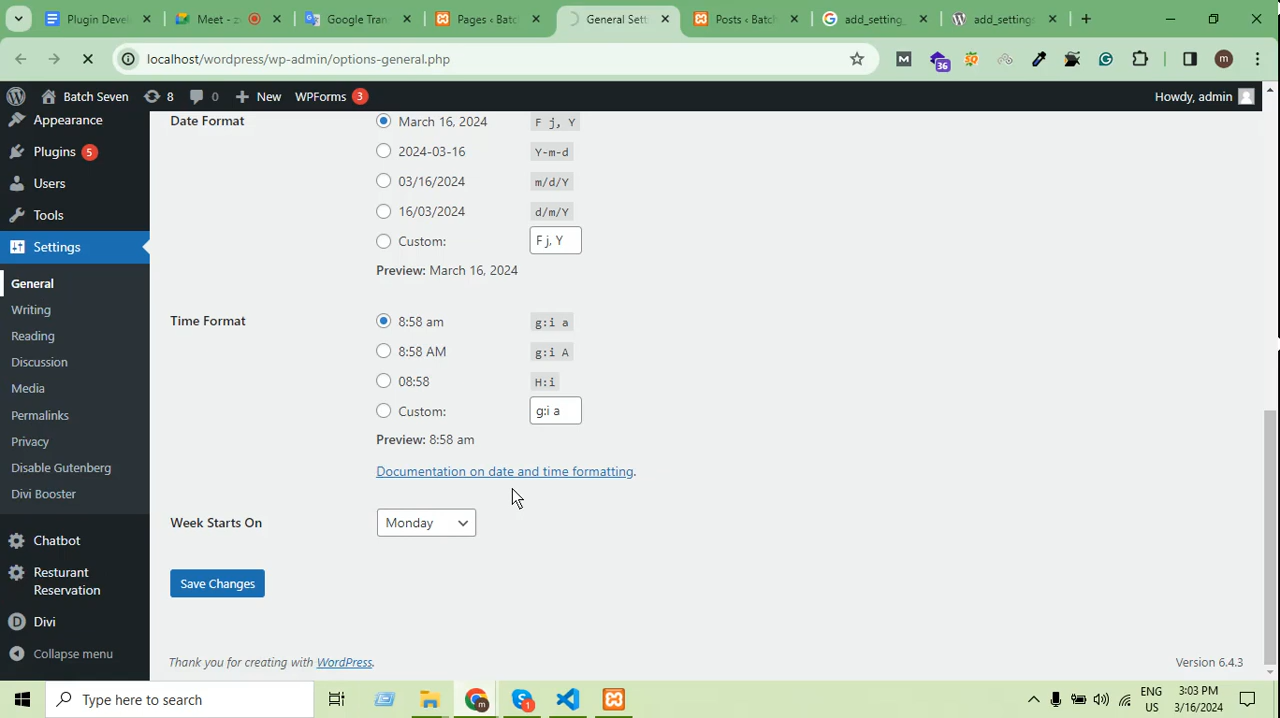 Plugin Devel
Meet - z
Google Tran
Pages ‹ Batc
General Sett
Posts ‹ Batch
add_setting
add_setting
localhost/wordpress/wp-admin/options-general.php
36
m
Batch Seven
8
0
New
WPForms 3
Howdy, admin
Appearance
Plugins 5
Users
Tools
Settings
General
Writing
Reading
Discussion
Media
Permalinks
Privacy
Disable Gutenberg
Divi Booster
Chatbot
Resturant
Reservation
Divi
Collapse menu
Date Format
March 16, 2024 F j, Y
2024-03-16 Y-m-d
03/16/2024 m/d/Y
16/03/2024 d/m/Y
Custom: F j, Y
Preview: March 16, 2024
Time Format
8:58 am g:i a
8:58 AM g:i A
08:58 H:i
Custom: g:i a
Preview: 8:58 am
Documentation on date and time formatting.
Week Starts On
Monday
Save Changes
Thank you for creating with WordPress.
Version 6.4.3
Type here to search
1
ENG
US
3:03 PM
3/16/2024